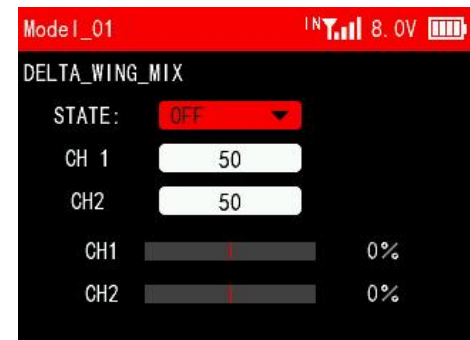 Model_01 IN 8.0V
DELTA_WING_MIX
STATE: OFF
CH 1 50
CH2 50
CH1 0%
CH2 0%